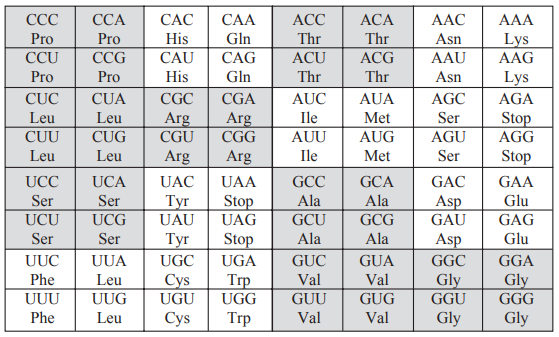 CCC CCA CAC CAA ACC ACA AAC AAA
Pro Pro His Gln Thr Thr Asn Lys
CCU CCG CAU CAG ACU ACG AAU AAG
Pro Pro His Gln Thr Thr Asn Lys
CUC CUA CGC CGA AUC AUA AGC AGA
Leu Leu Arg Arg Ile Met Ser Stop
CUU CUG CGU CGG AUU AUG AGU AGG
Leu Leu Arg Arg Ile Met Ser Stop
UCC UCA UAC UAA GCC GCA GAC GAA
Ser Ser Tyr Stop Ala Ala Asp Glu
UCU UCG UAU UAG GCU GCG GAU GAG
Ser Ser Tyr Stop Ala Ala Asp Glu
UUC UUA UGC UGA GUC GUA GGC GGA
Phe Leu Cys Trp Val Val Gly Gly
UUU UUG UGU UGG GUU GUG GGU GGG
Phe Leu Cys Trp Val Val Gly Gly